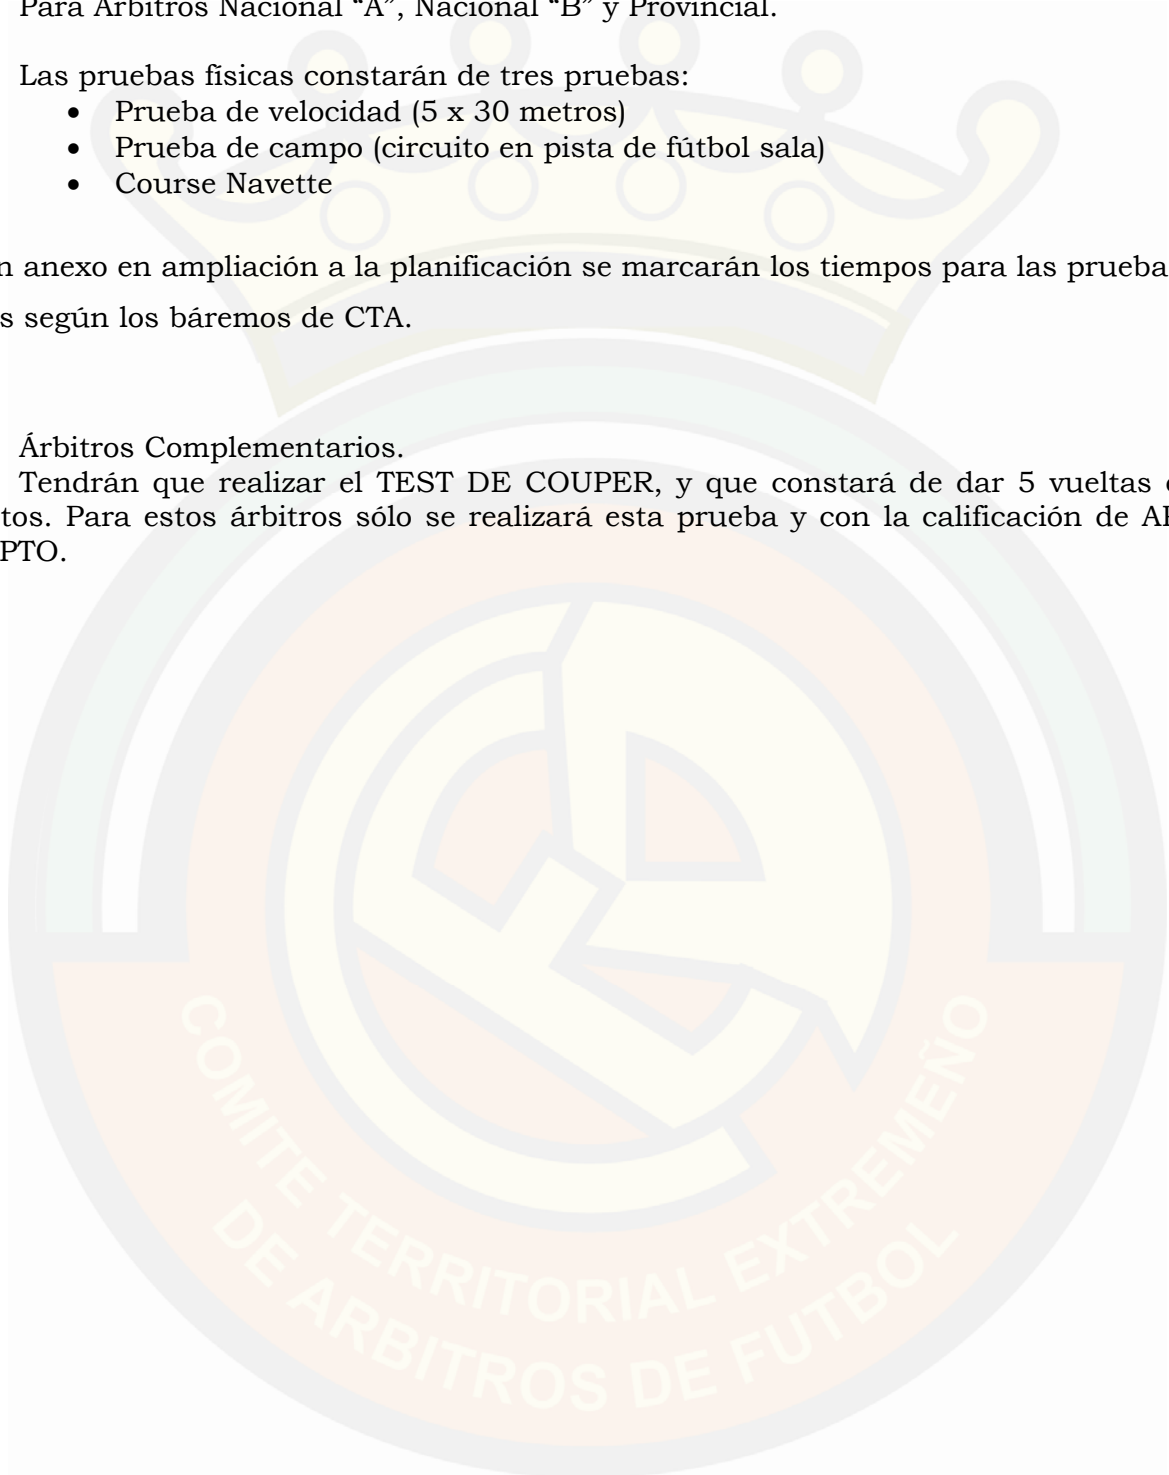 Para Árbitros Nacional “A”, Nacional “B” y Provincial.
Las pruebas físicas constarán de tres pruebas:
• Prueba de velocidad (5 x 30 metros)
• Prueba de campo (circuito en pista de fútbol sala)
• Course Navette
n anexo en ampliación a la planificación se marcarán los tiempos para las prueba
s según los báremos de CTA.
Árbitros Complementarios.
Tendrán que realizar el TEST DE COUPER, y que constará de dar 5 vueltas
tos. Para estos árbitros sólo se realizará esta prueba y con la calificación de
PTO.
COMITE TERRITORIAL EXTREMEÑO
DE ARBITROS DE FUTBOL